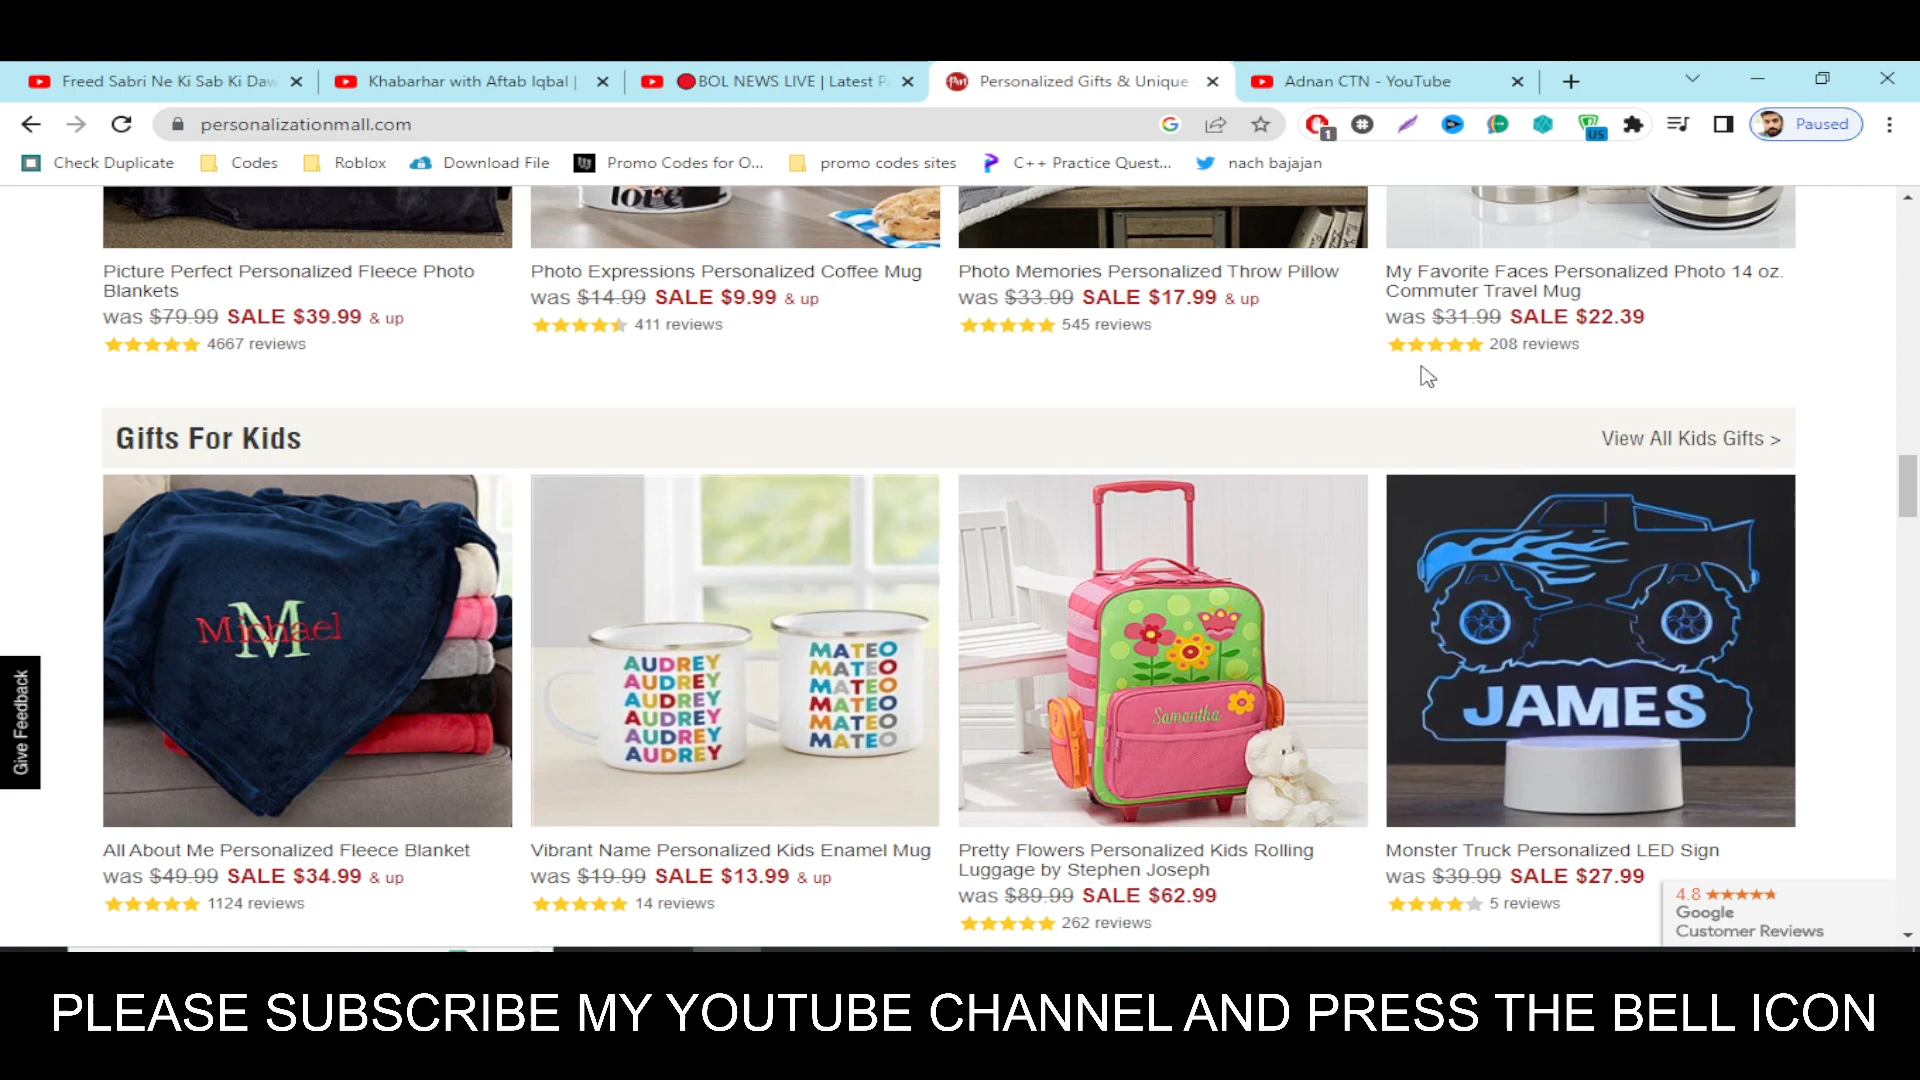 Freed Sabri Ne Ki Sab Ki Daw
Khabarhar with Aftab Iqbal |
BOL NEWS LIVE | Latest P
Personalized Gifts & Unique
Adnan CTN - YouTube
personalizationmall.com
1
US
Paused
Check Duplicate
Codes
Roblox
Download File
Promo Codes for O...
promo codes sites
C++ Practice Quest...
nach bajajan
love
Picture Perfect Personalized Fleece Photo
Blankets
was $79.99 SALE $39.99 & up
4667 reviews
Photo Expressions Personalized Coffee Mug
was $14.99 SALE $9.99 & up
411 reviews
Photo Memories Personalized Throw Pillow
was $33.99 SALE $17.99 & up
545 reviews
My Favorite Faces Personalized Photo 14 oz.
Commuter Travel Mug
was $31.99 SALE $22.39
208 reviews
Gifts For Kids
View All Kids Gifts >
Michael
M
AUDREY
AUDREY
AUDREY
AUDREY
AUDREY
AUDREY
MATEO
MATEO
MATEO
MATEO
MATEO
MATEO
Samantha
JAMES
Give Feedback
All About Me Personalized Fleece Blanket
was $49.99 SALE $34.99 & up
1124 reviews
Vibrant Name Personalized Kids Enamel Mug
was $19.99 SALE $13.99 & up
14 reviews
Pretty Flowers Personalized Kids Rolling
Luggage by Stephen Joseph
was $89.99 SALE $62.99
262 reviews
Monster Truck Personalized LED Sign
was $39.99 SALE $27.99
5 reviews
4.8
Google
Customer Reviews
PLEASE SUBSCRIBE MY YOUTUBE CHANNEL AND PRESS THE BELL ICON